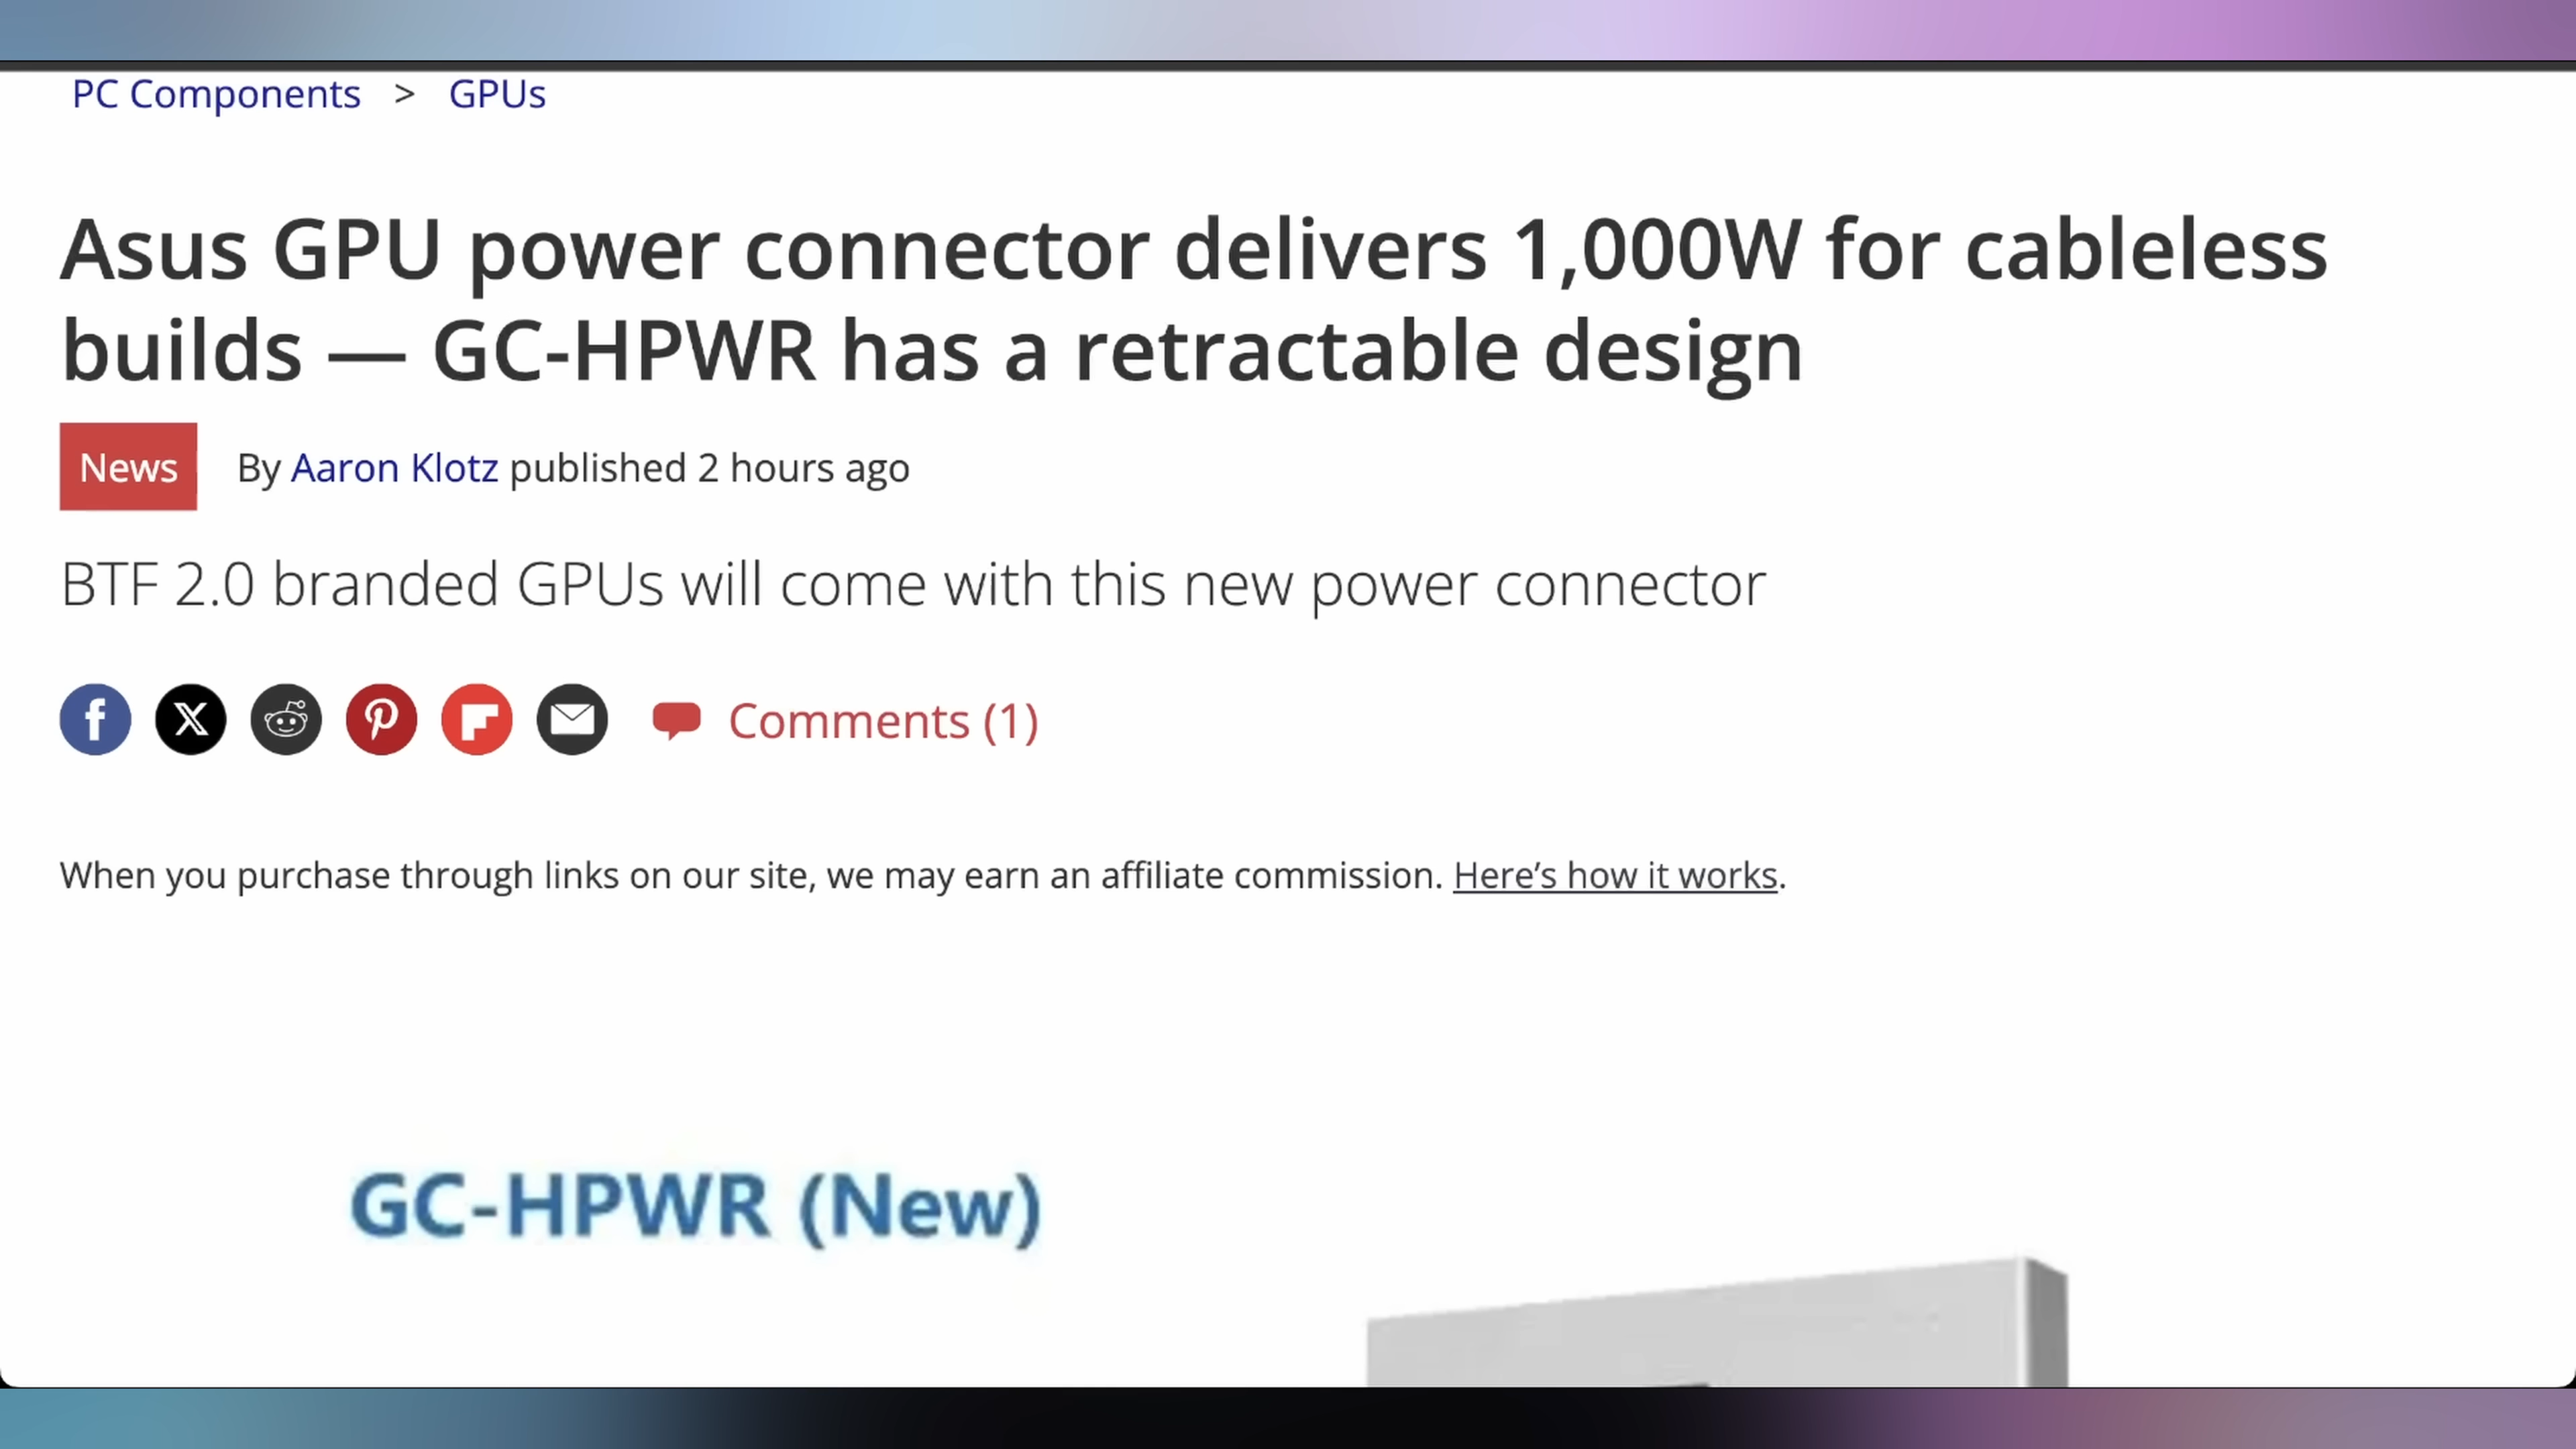 PC Components > GPUs
Asus GPU power connector delivers 1,000W for cableless
builds — GC-HPWR has a retractable design
News By Aaron Klotz published 2 hours ago
BTF 2.0 branded GPUs will come with this new power connector
Comments (1)
When you purchase through links on our site, we may earn an affiliate commission. Here’s how it works.
GC-HPWR (New)